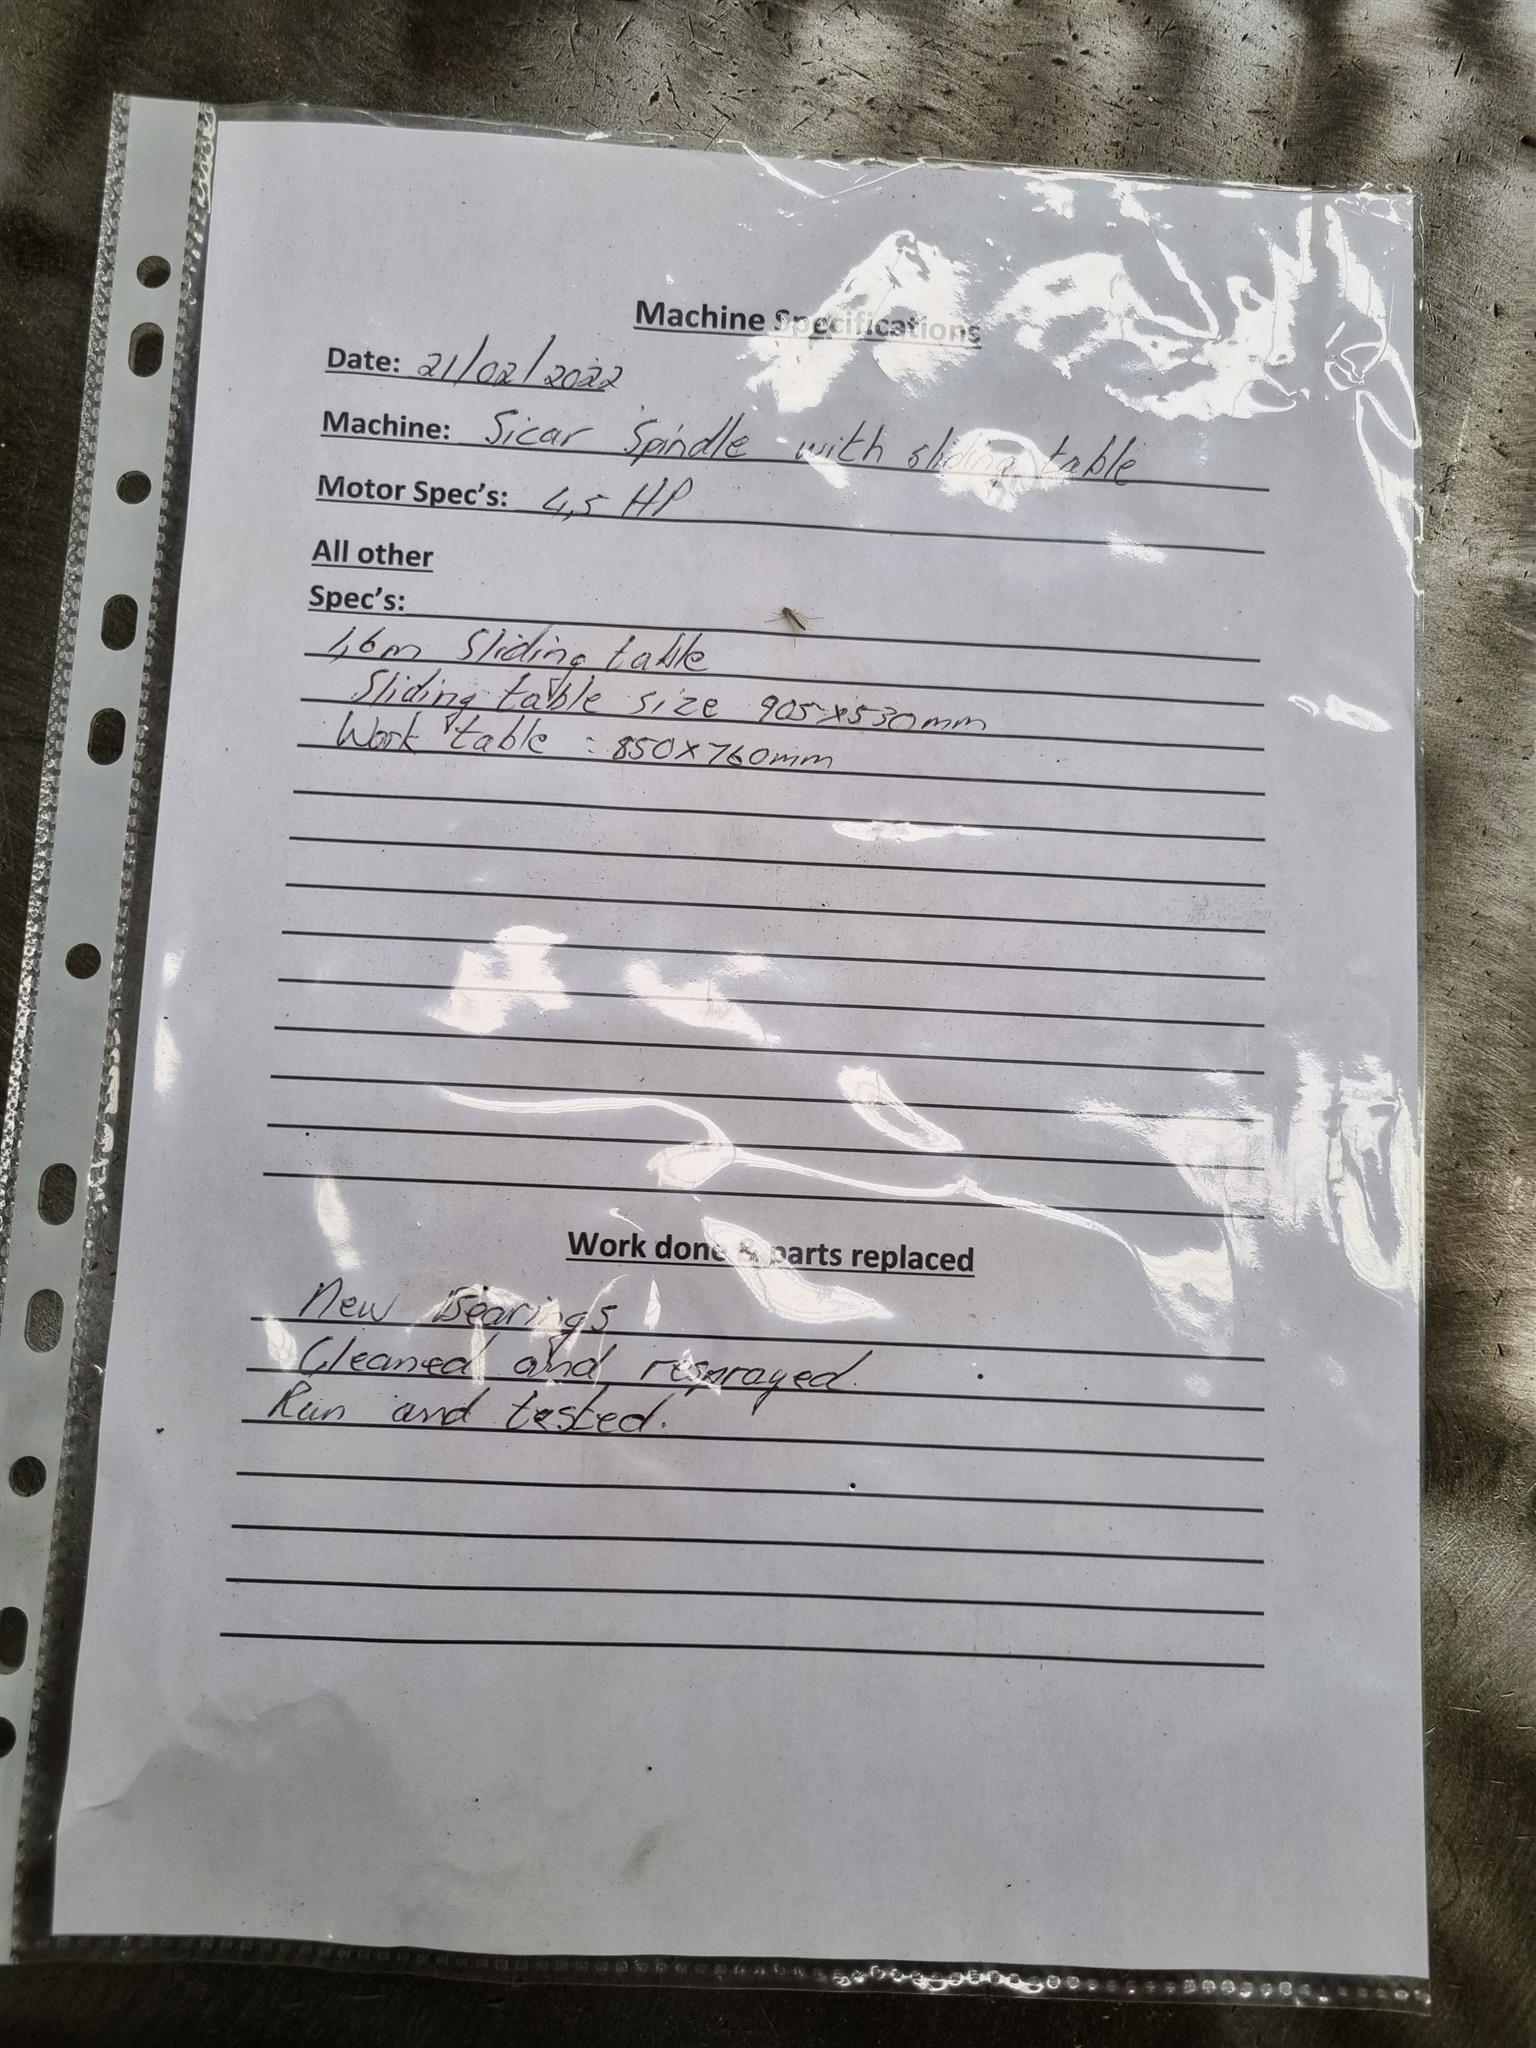 Machine Specifications
Date: 21/02/2022
Machine: Sicar Spindle with sliding table
Motor Spec's: 4,5 HP
All other
Spec's:
1,6m Sliding table
Sliding table size 905x530mm
Work table : 850x760mm
Work done & parts replaced
New Bearings
Cleaned and resprayed.
Run and tested.